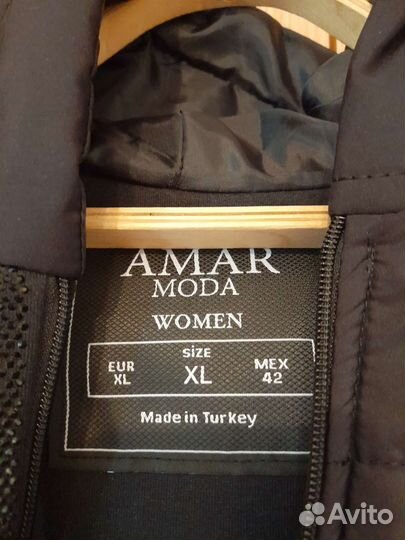 AMAR
MODA
WOMEN
SIZE
EUR XL MEX
XL 42
Made in Turkey
Avito